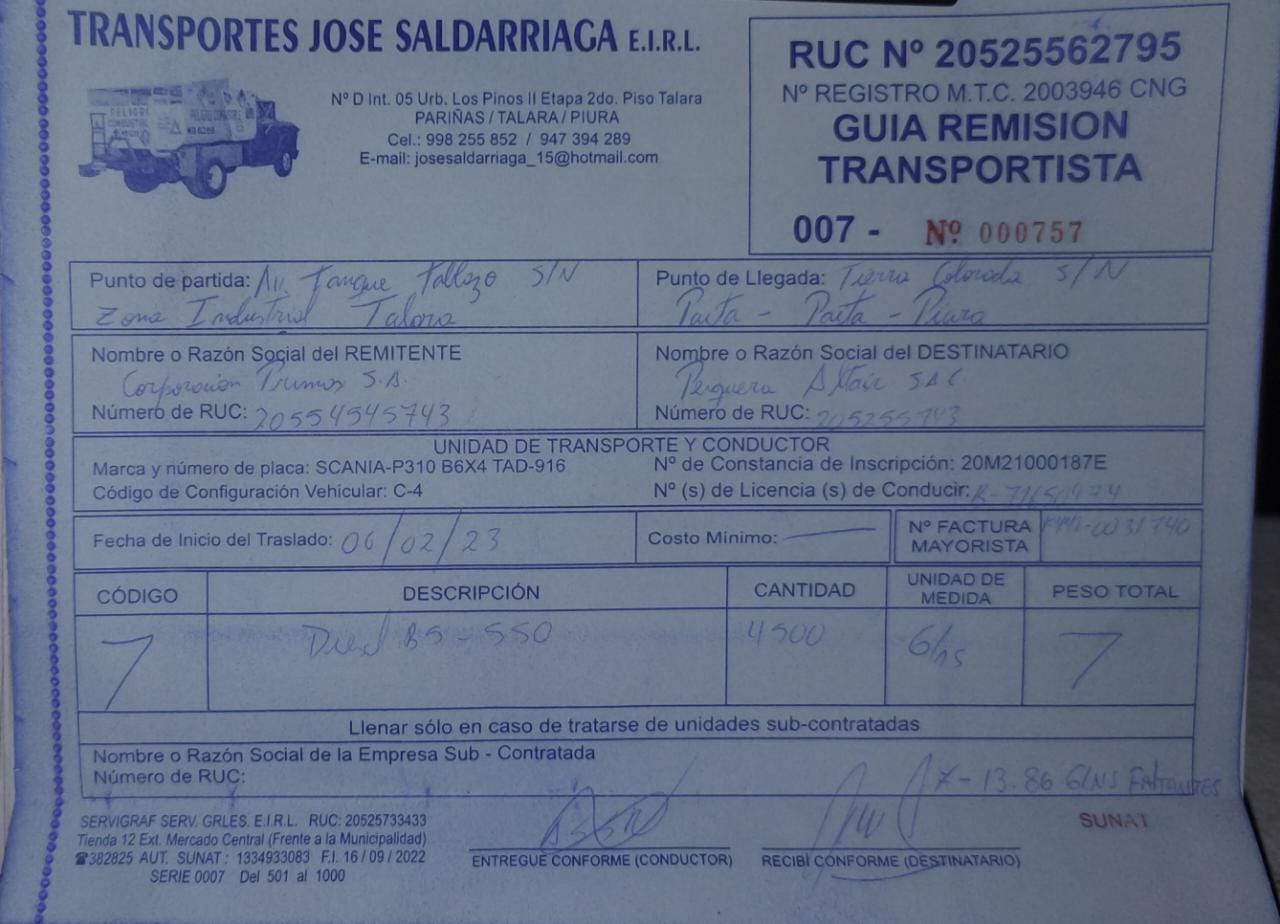 TRANSPORTES JOSE SALDARRIAGA E.I.R.L.
Nº D Int. 05 Urb. Los Pinos II Etapa 2do. Piso Talara
PARIÑAS / TALARA / PIURA
Cel.: 998 255 852 / 947 394 289
E-mail: josesaldarriaga_15@hotmail.com
RUC Nº 20525562795
Nº REGISTRO M.T.C. 2003946 CNG
GUIA REMISION
TRANSPORTISTA
007 - Nº 000757
Punto de partida: Av. Tanque S/N
Zona Industrial Talara
Punto de Llegada: Tierra Colorada S/N
Paita - Paita - Piura
Nombre o Razón Social del REMITENTE
Corporacion Primax S.A.
Número de RUC: 20554545743
Nombre o Razón Social del DESTINATARIO
Altair SAC
Número de RUC:
UNIDAD DE TRANSPORTE Y CONDUCTOR
Marca y número de placa: SCANIA-P310 B6X4 TAD-916
Nº de Constancia de Inscripción: 20M21000187E
Código de Configuración Vehicular: C-4
Nº (s) de Licencia (s) de Conducir:
Fecha de Inicio del Traslado: 06/02/23
Costo Mínimo:
Nº FACTURA
MAYORISTA
CÓDIGO DESCRIPCIÓN CANTIDAD UNIDAD DE MEDIDA PESO TOTAL
Diesel B5 - S50 4500 Glns
Llenar sólo en caso de tratarse de unidades sub-contratadas
Nombre o Razón Social de la Empresa Sub - Contratada
Número de RUC:
13.86 GLNS FALTANTES
SERVIGRAF SERV. GRLES. E.I.R.L. RUC: 20525733433
Tienda 12 Ext. Mercado Central (Frente a la Municipalidad)
☎382825 AUT. SUNAT : 1334933083 F.I. 16 / 09 / 2022
SERIE 0007 Del 501 al 1000
ENTREGUE CONFORME (CONDUCTOR)
RECIBÍ CONFORME (DESTINATARIO)
SUNAT